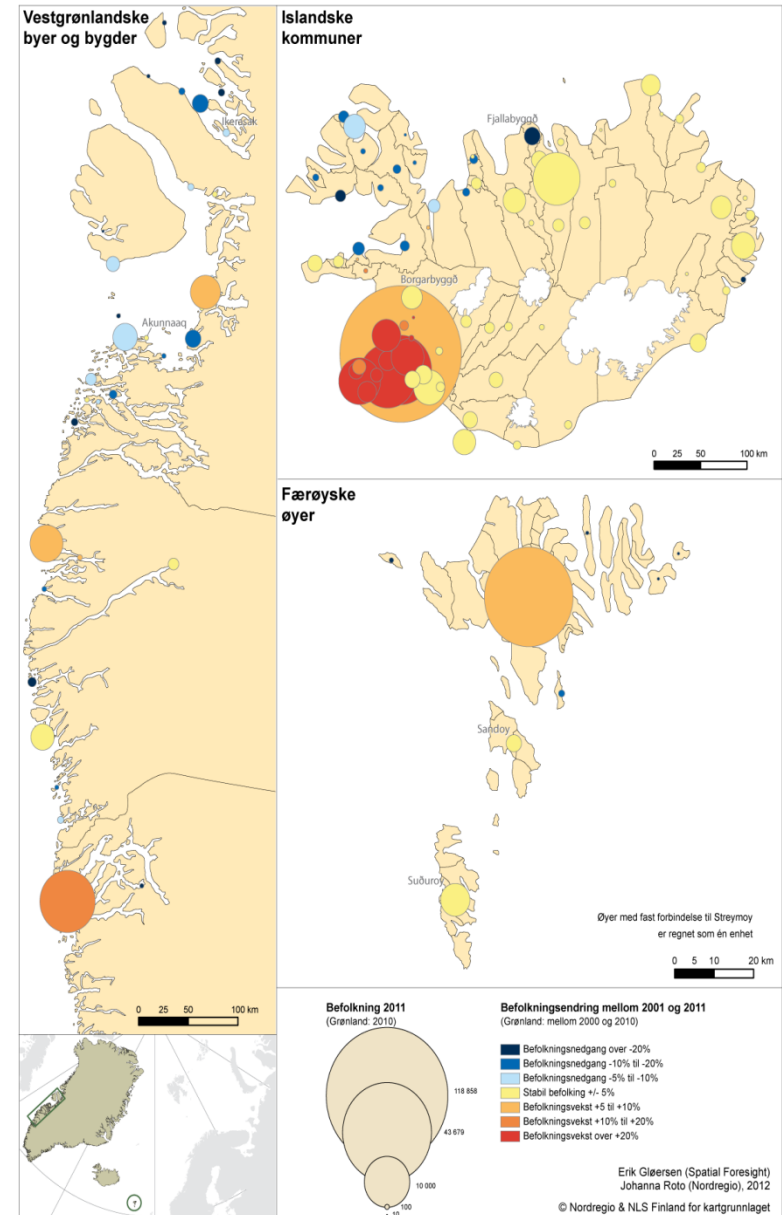 Vestgrønlandske
byer og bygder
Ikerasak
Akunnaaq
0 25 50 100 km
Islandske
kommuner
Fjallabyggð
Borgarbyggð
0 25 50 100 km
Færøyske
øyer
Sandoy
Suðuroy
Øyer med fast forbindelse til Streymoy
er regnet som én enhet
0 5 10 20 km
Befolkning 2011
(Grønland: 2010)
118 858
43 679
10 000
100
10
Befolkningsendring mellom 2001 og 2011
(Grønland: mellom 2000 og 2010)
Befolkningsnedgang over -20%
Befolkningsnedgang -10% til -20%
Befolkningsnedgang -5% til -10%
Stabil befolking +/- 5%
Befolkningsvekst +5 til +10%
Befolkningsvekst +10% til +20%
Befolkningsvekst over +20%
Erik Gløersen (Spatial Foresight)
Johanna Roto (Nordregio), 2012
© Nordregio & NLS Finland for kartgrunnlaget